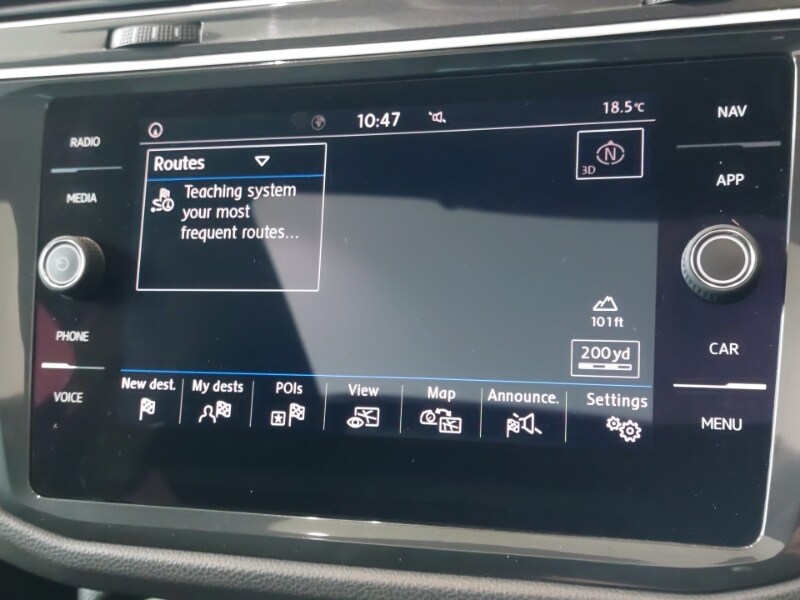 10:47
18.5°C
RADIO
MEDIA
PHONE
VOICE
Routes
Teaching system
your most
frequent routes...
N
3D
101ft
200yd
New dest.
My dests
POIs
View
Map
Announce.
Settings
NAV
APP
CAR
MENU